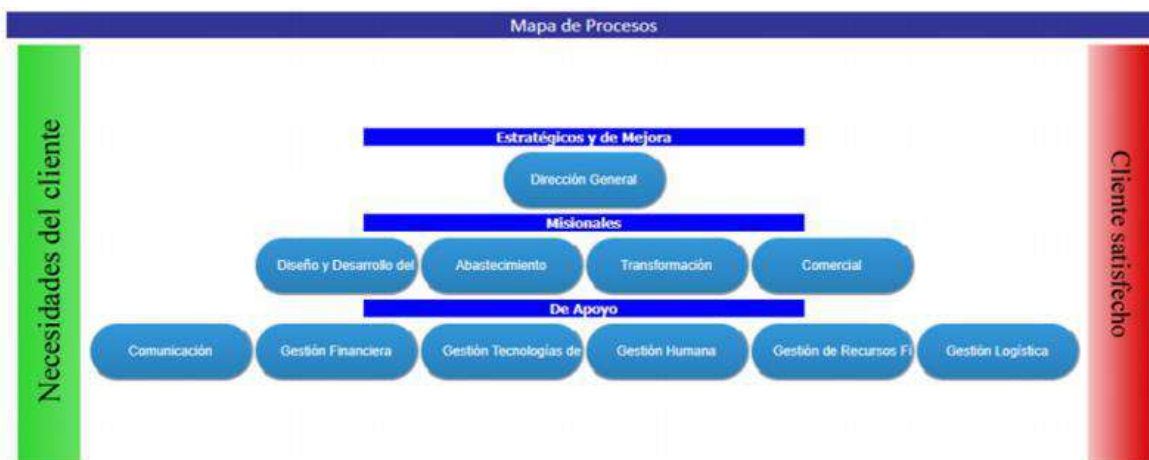 Mapa de Procesos
Necesidades del cliente
Estratégicos y de Mejora
Dirección General
Misionales
Diseño y Desarrollo del
Abastecimiento
Transformación
Comercial
De Apoyo
Comunicación
Gestión Financiera
Gestión Tecnologías de
Gestión Humana
Gestión de Recursos Fí
Gestión Logística
Cliente satisfecho